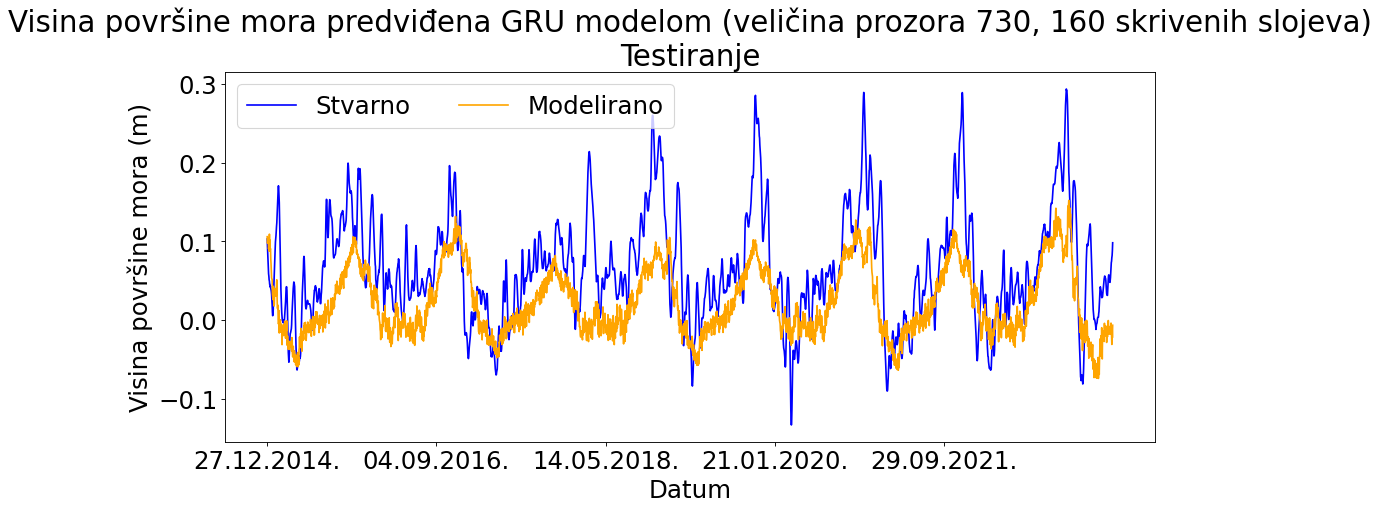 Visina površine mora predviđena GRU modelom (veličina prozora 730, 160 skrivenih slojeva)
Testiranje
Stvarno
Modelirano
Visina površine mora (m)
0.3
0.2
0.1
0.0
−0.1
27.12.2014.
04.09.2016.
14.05.2018.
21.01.2020.
29.09.2021.
Datum